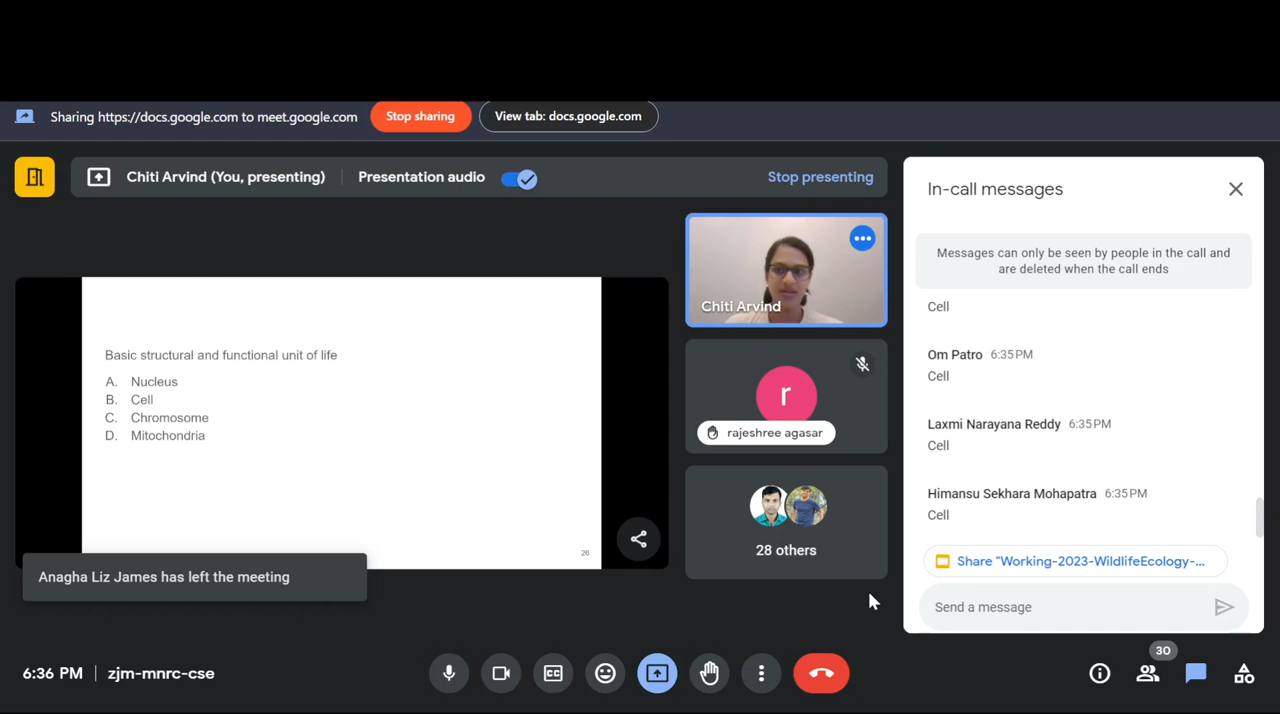 Sharing https://docs.google.com to meet.google.com
Stop sharing
View tab: docs.google.com
Chiti Arvind (You, presenting)
Presentation audio
Stop presenting
Basic structural and functional unit of life
A. Nucleus
B. Cell
C. Chromosome
D. Mitochondria
26
Anagha Liz James has left the meeting
Chiti Arvind
r
rajeshree agasar
28 others
In-call messages
Messages can only be seen by people in the call and
are deleted when the call ends
Cell
Om Patro 6:35 PM
Cell
Laxmi Narayana Reddy 6:35 PM
Cell
Himansu Sekhara Mohapatra 6:35 PM
Cell
Share "Working-2023-WildlifeEcology-...
Send a message
6:36 PM | zjm-mnrc-cse
CC
30